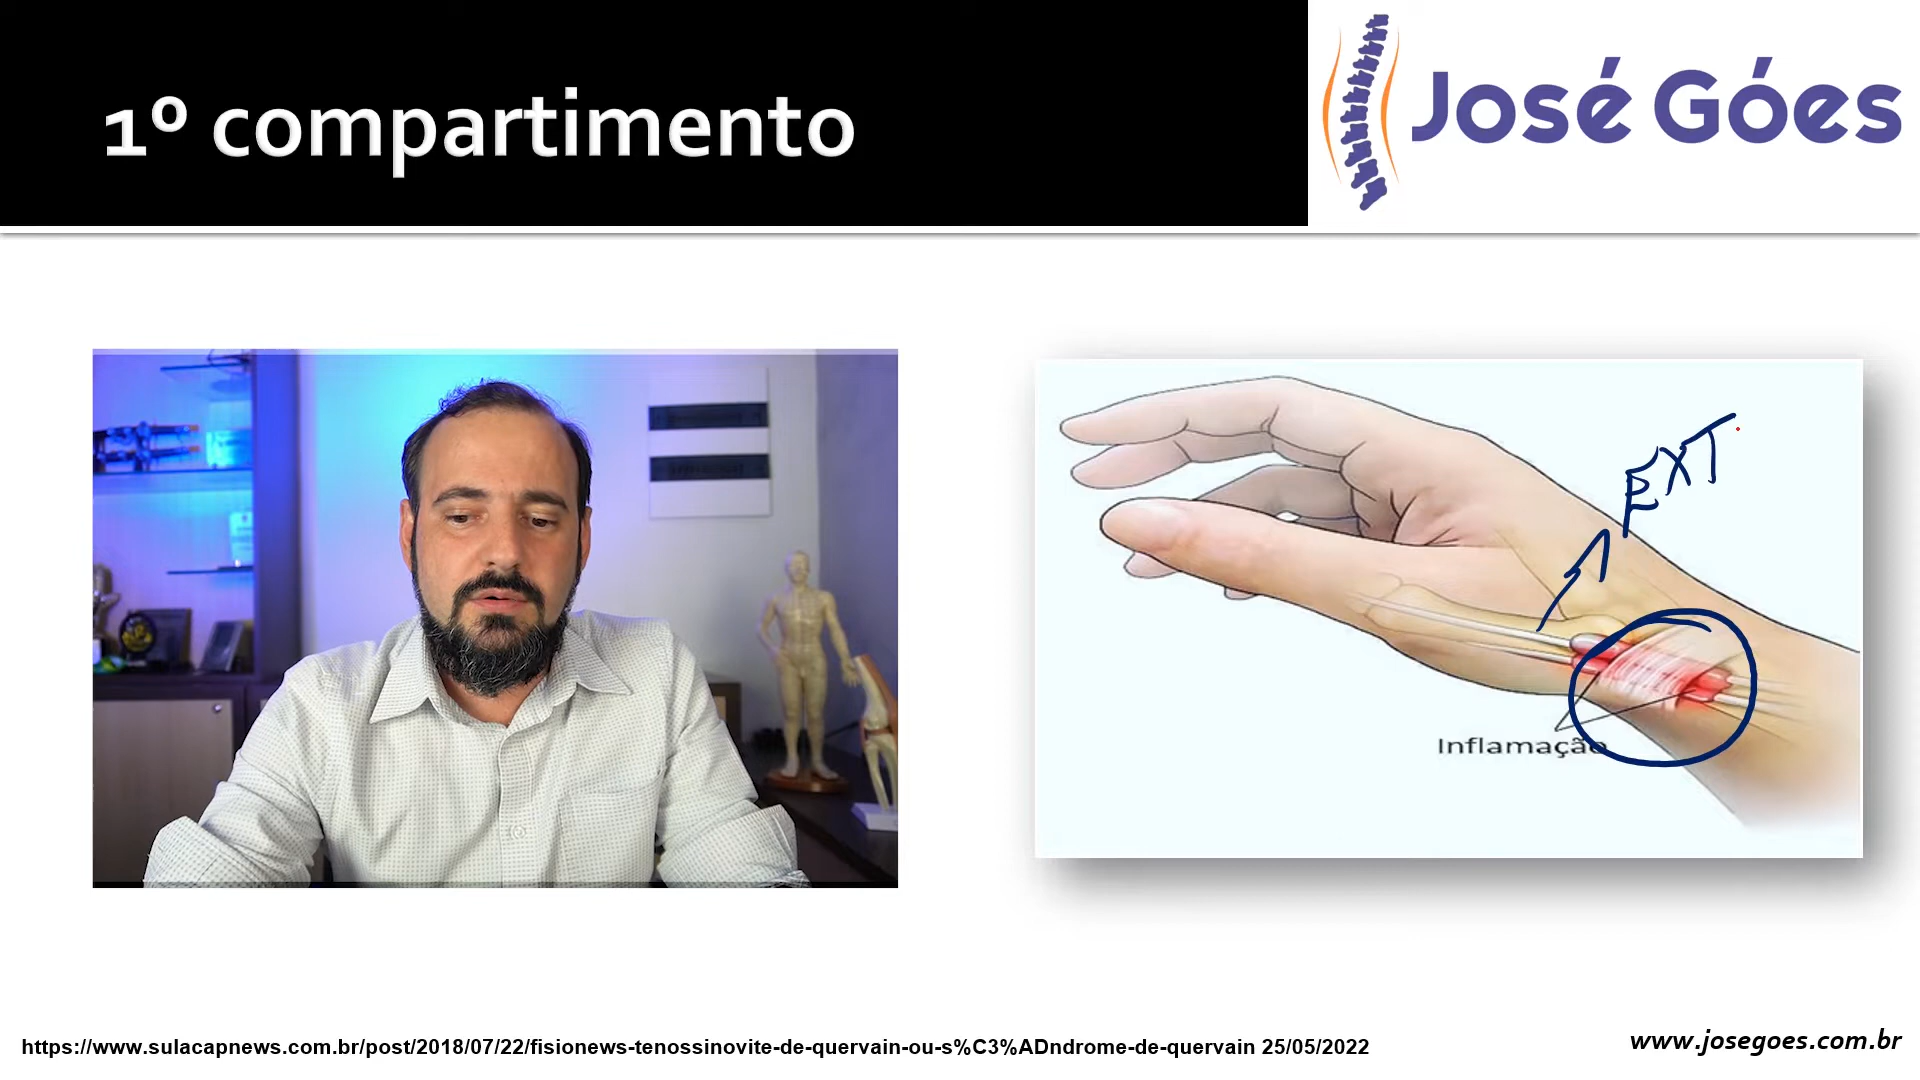 1º compartimento
José Góes
EXT
Inflamação
https://www.sulacapnews.com.br/post/2018/07/22/fisionews-tenossinovite-de-quervain-ou-s%C3%ADndrome-de-quervain 25/05/2022
www.josegoes.com.br